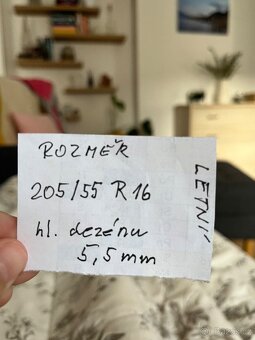 ROZMĚR
205/55 R16
hl. dezénu
5,5 mm
LETNÍ